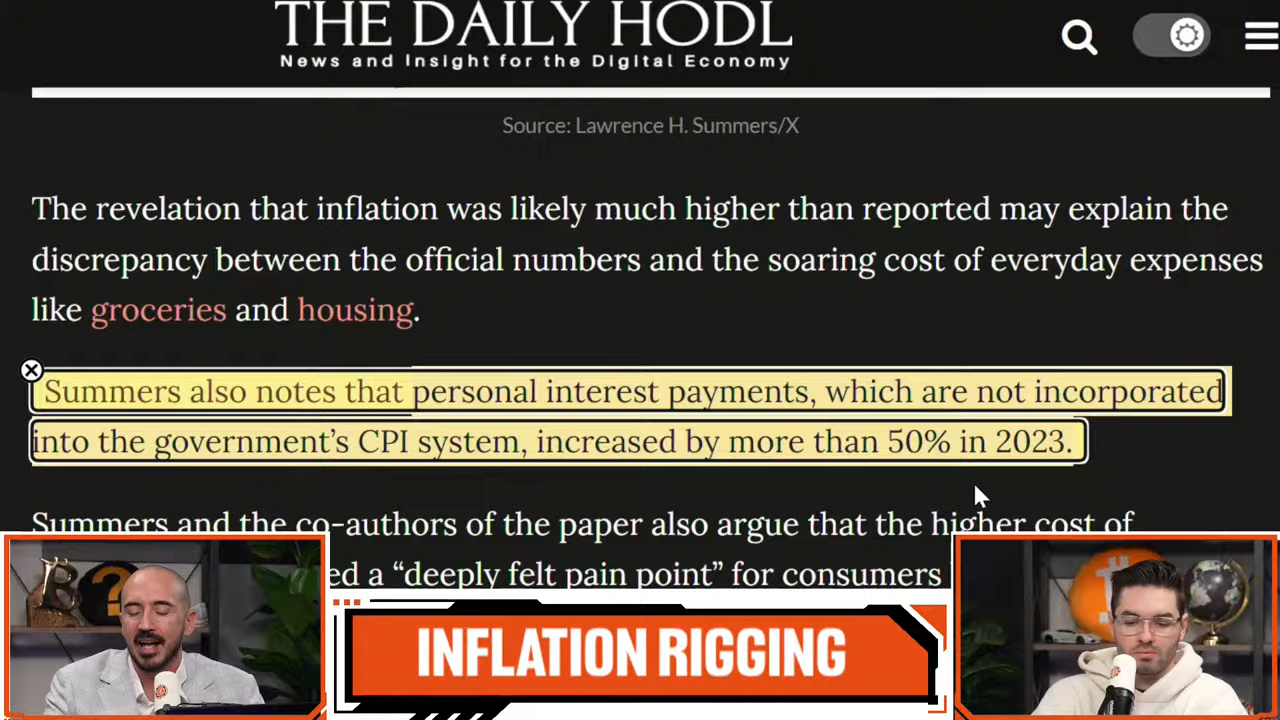 THE DAILY HODL
News and Insight for the Digital Economy
Source: Lawrence H. Summers/X
The revelation that inflation was likely much higher than reported may explain the
discrepancy between the official numbers and the soaring cost of everyday expenses
like groceries and housing.
Summers also notes that personal interest payments, which are not incorporated
into the government’s CPI system, increased by more than 50% in 2023.
Summers and the co-authors of the paper also argue that the higher cost of
ed a “deeply felt pain point” for consumers
INFLATION RIGGING